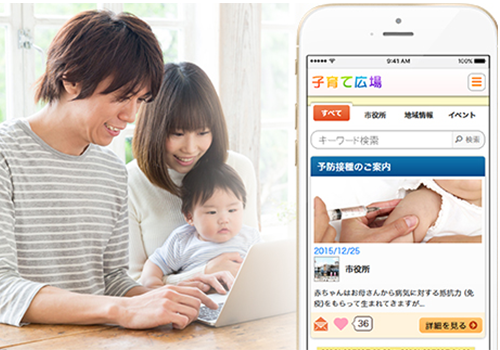 9:41 AM
100%
子育て広場
すべて 市役所 地域情報 イベント
キーワード検索 検索
予防接種のご案内
2015/12/25
市役所
赤ちゃんはお母さんから病気に対する抵抗力 (免
疫)をもらって生まれてきますが...
36 詳細を見る